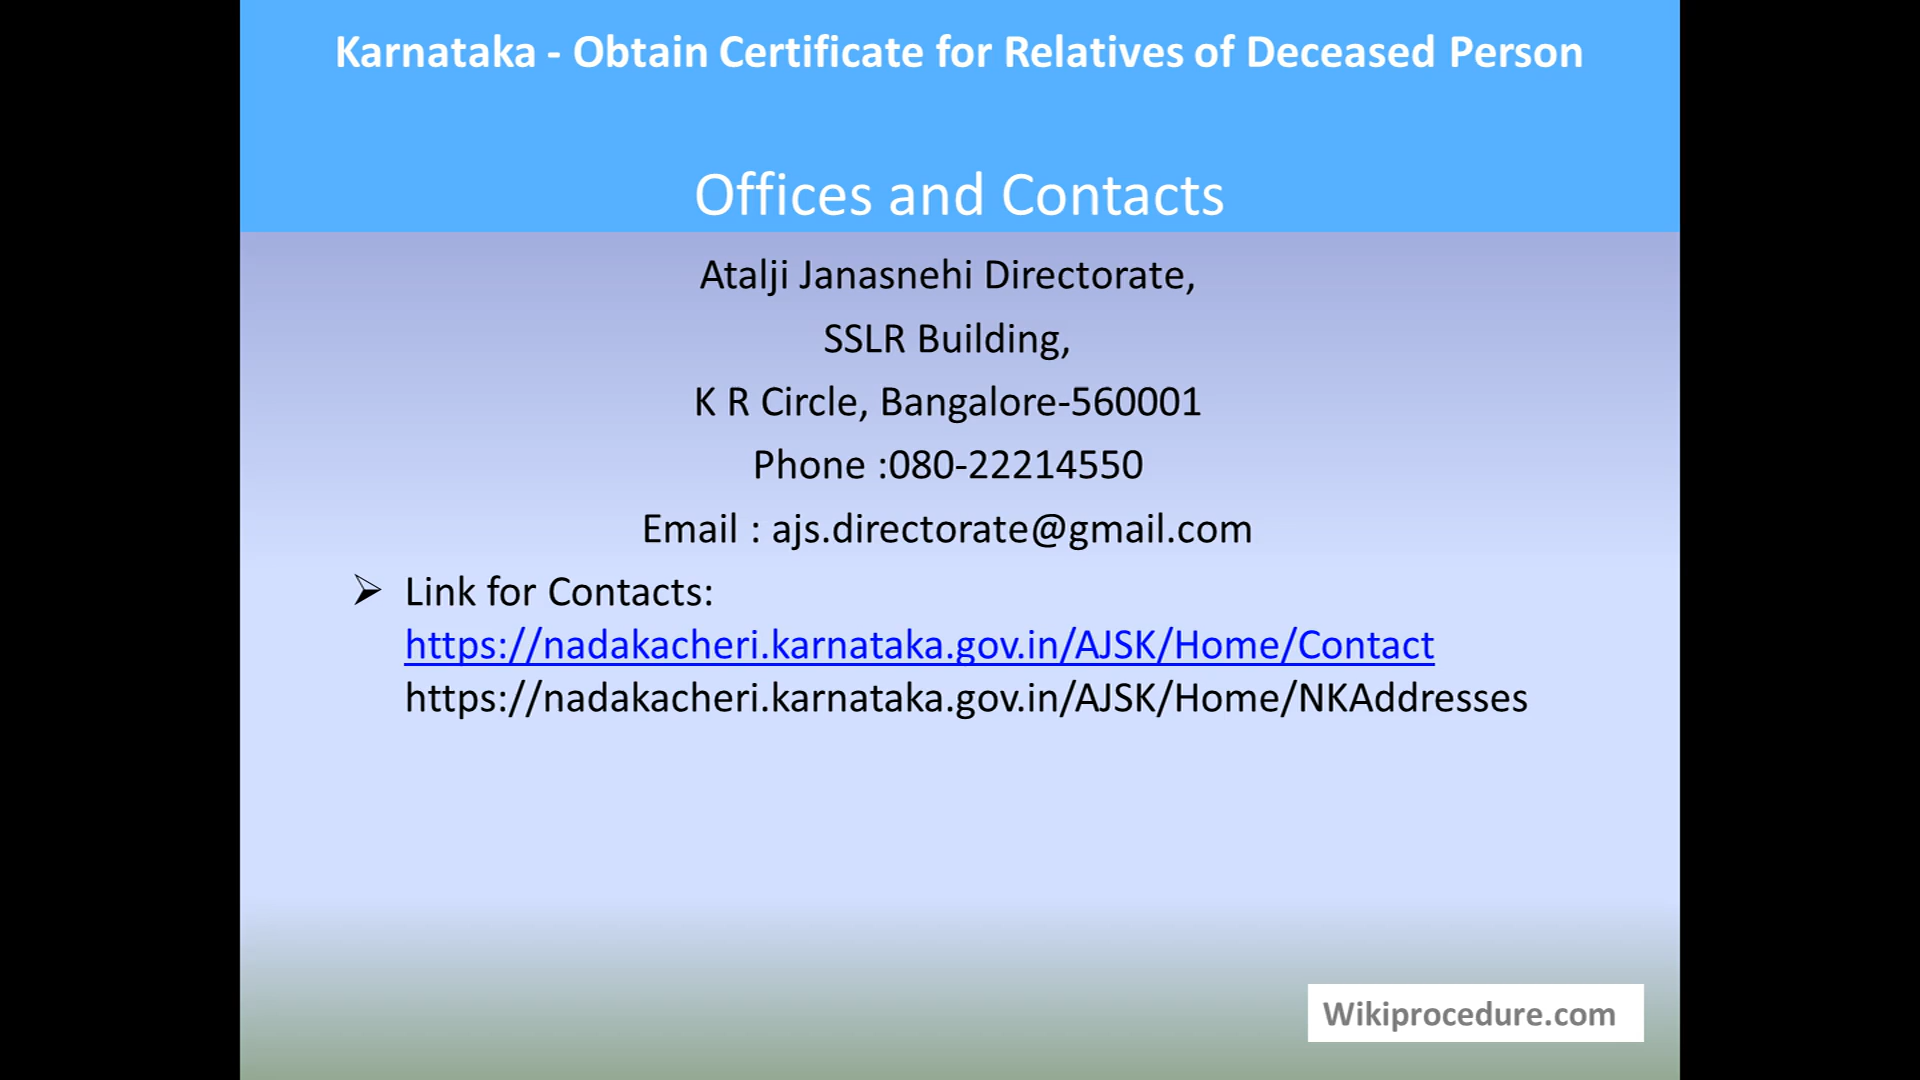 Karnataka - Obtain Certificate for Relatives of Deceased Person
Offices and Contacts
Atalji Janasnehi Directorate,
SSLR Building,
K R Circle, Bangalore-560001
Phone :080-22214550
Email : ajs.directorate@gmail.com
➢ Link for Contacts:
https://nadakacheri.karnataka.gov.in/AJSK/Home/Contact
https://nadakacheri.karnataka.gov.in/AJSK/Home/NKAddresses
Wikiprocedure.com